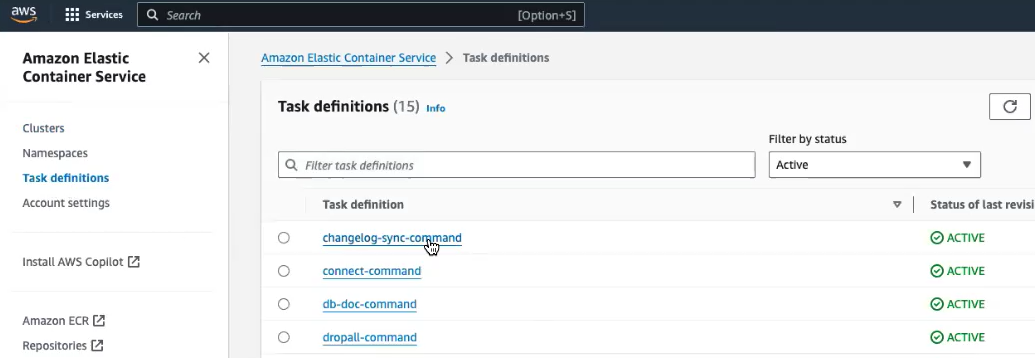 aws
Services
Search
[Option+S]
Amazon Elastic
Container Service
Clusters
Namespaces
Task definitions
Account settings
Install AWS Copilot
Amazon ECR
Repositories
Amazon Elastic Container Service > Task definitions
Task definitions (15) Info
Filter by status
Filter task definitions
Active
Task definition
Status of last revisi
changelog-sync-command ACTIVE
connect-command ACTIVE
db-doc-command ACTIVE
dropall-command ACTIVE